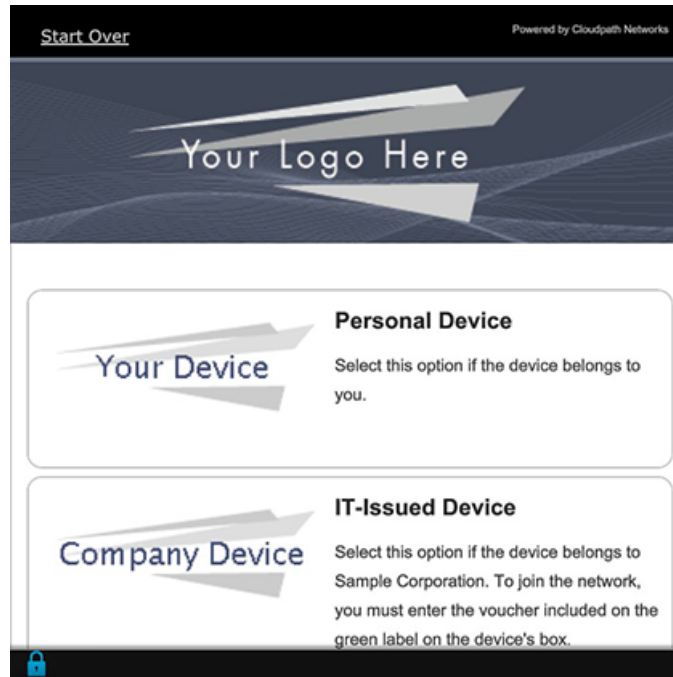 Start Over
Powered by Cloudpath Networks
Your Logo Here
Your Device
Personal Device
Select this option if the device belongs to
you.
Company Device
IT-Issued Device
Select this option if the device belongs to
Sample Corporation. To join the network,
you must enter the voucher included on the
green label on the device's box.